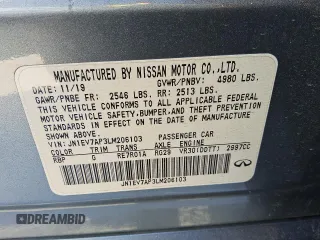 MANUFACTURED BY NISSAN MOTOR CO.,LTD.
DATE: 11/19 GVWR/PNBV: 4980 LBS.
GAWR/PNBE FR: 2546 LBS. RR: 2513 LBS.
THIS VEHICLE CONFORMS TO ALL APPLICABLE
FEDERAL MOTOR VEHICLE SAFETY, BUMPER, AND
THEFT PREVENTION STANDARDS IN EFFECT
ON THE DATE OF MANUFACTURE
SHOWN ABOVE.
VIN: JN1EV7AP3LM206103 PASSENGER CAR
COLOR TRIM TRANS AXLE ENGINE
RBP G RE7R01A RG29 VR30(DDTT) 2997CC
JN1EV7AP3LM206103
INFINITI
© RideAndBid